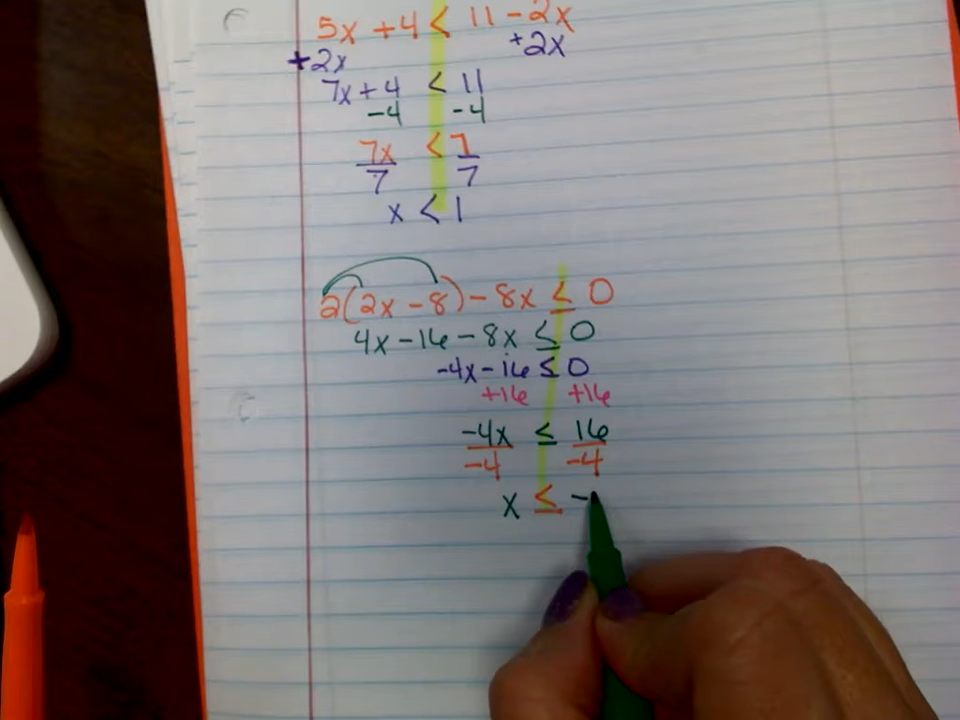 5x + 4 < 11 - 2x
+2x +2x
7x + 4 < 11
-4 -4
7x < 7
7 7
x < 1
2(2x - 8) - 8x ≤ 0
4x - 16 - 8x ≤ 0
-4x - 16 ≤ 0
+16 +16
-4x ≤ 16
-4 -4
x ≤ -